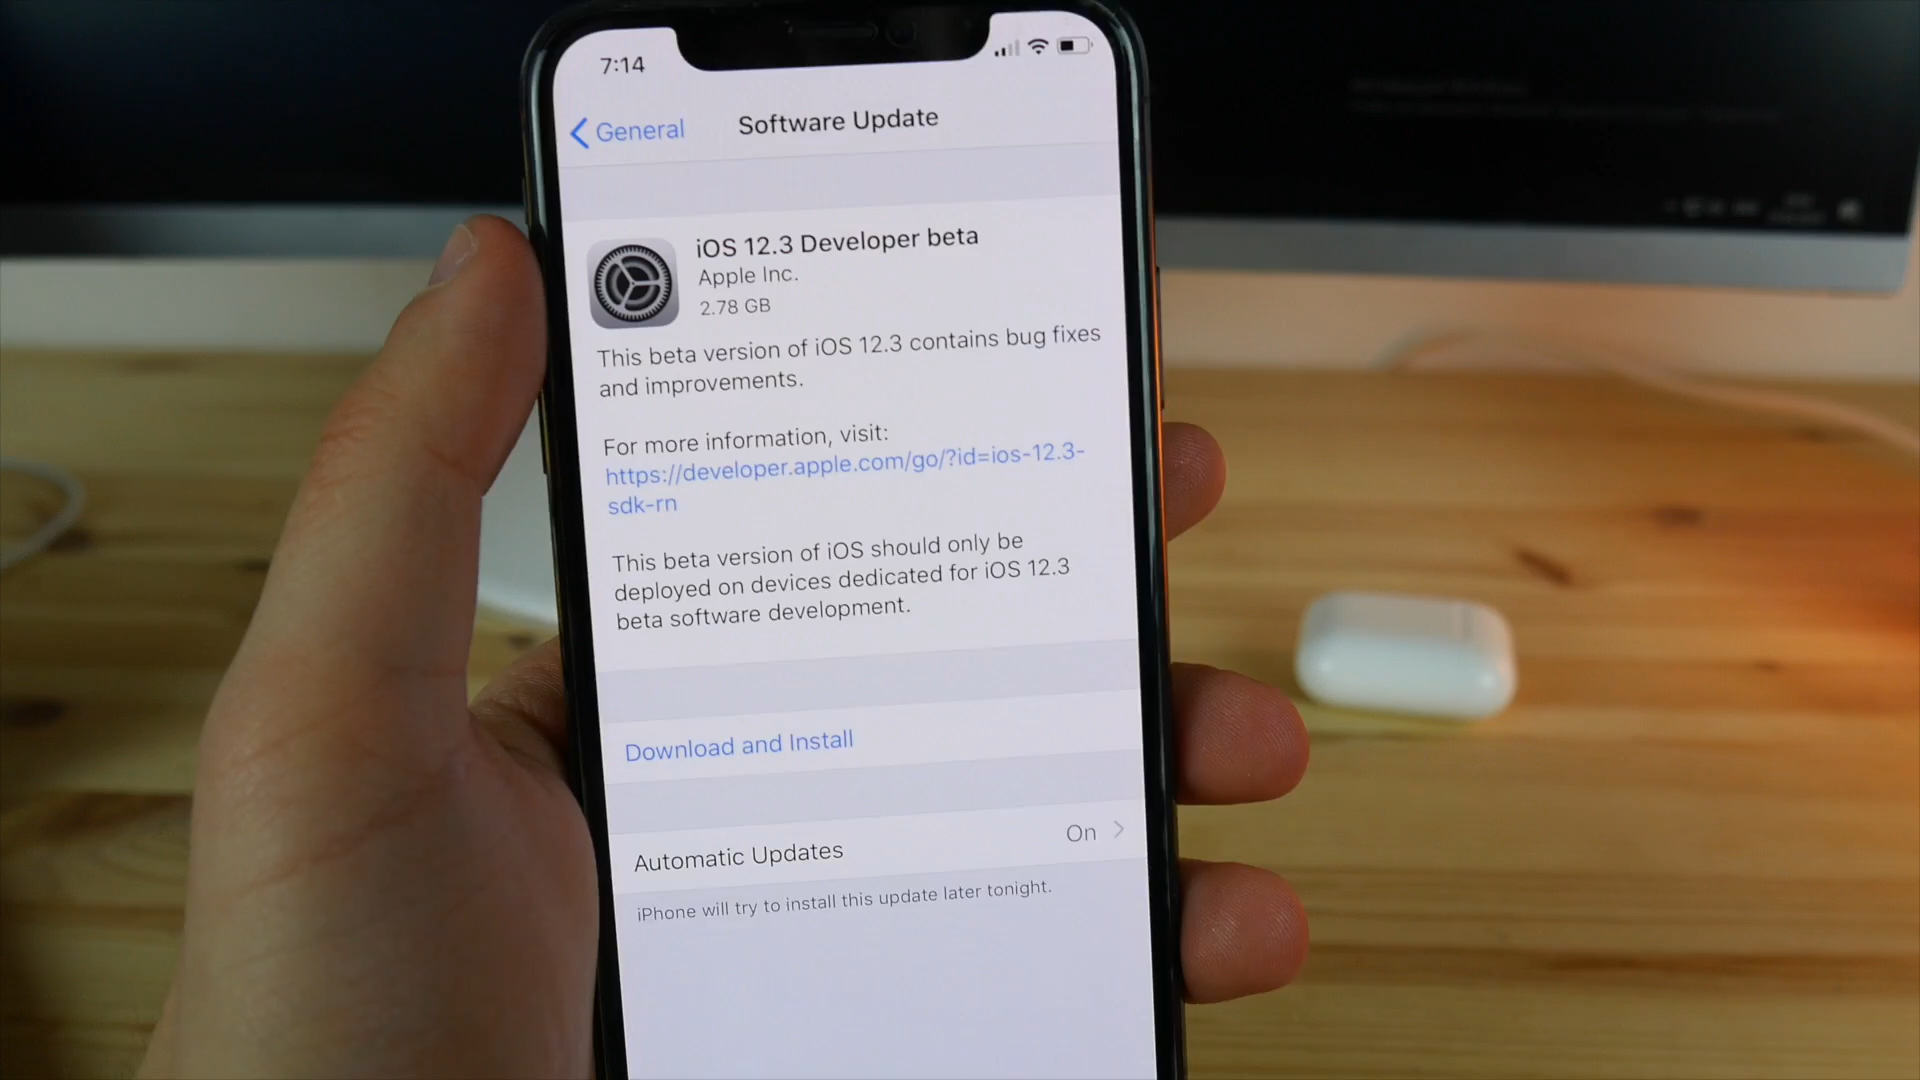 7:14
General
Software Update
iOS 12.3 Developer beta
Apple Inc.
2.78 GB
This beta version of iOS 12.3 contains bug fixes
and improvements.
For more information, visit:
https://developer.apple.com/go/?id=ios-12.3-
sdk-rn
This beta version of iOS should only be
deployed on devices dedicated for iOS 12.3
beta software development.
Download and Install
Automatic Updates On
iPhone will try to install this update later tonight.